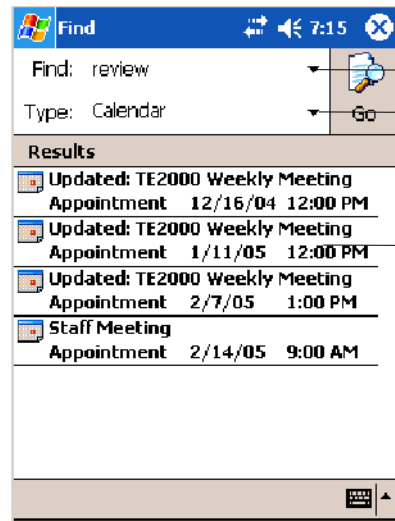 Find 7:15
Find: review
Type: Calendar Go
Results
Updated: TE2000 Weekly Meeting
Appointment 12/16/04 12:00 PM
Updated: TE2000 Weekly Meeting
Appointment 1/11/05 12:00 PM
Updated: TE2000 Weekly Meeting
Appointment 2/7/05 1:00 PM
Staff Meeting
Appointment 2/14/05 9:00 AM